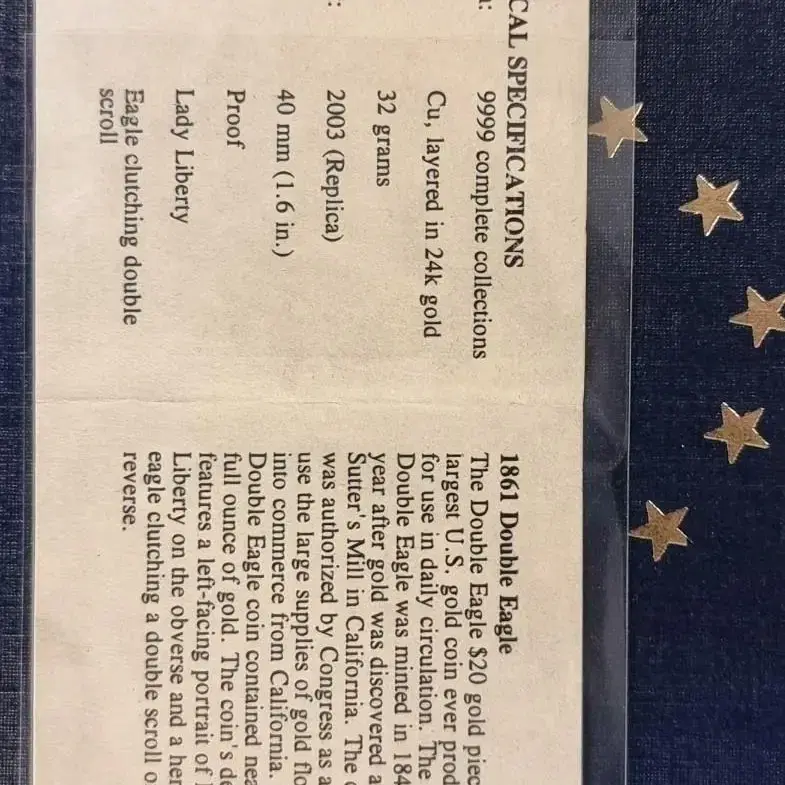 CAL SPECIFICATIONS
9999 complete collections
Cu, layered in 24k gold
32 grams
:
2003 (Replica)
40 mm (1.6 in.)
Proof
Lady Liberty
Eagle clutching double
scroll
1861 Double Eagle
The Double Eagle $20 gold piec
largest U.S. gold coin ever prod
for use in daily circulation. The
Double Eagle was minted in 184
year after gold was discovered a
Sutter's Mill in California. The
was authorized by Congress as a
use the large supplies of gold flo
into commerce from California.
Double Eagle coin contained nea
full ounce of gold. The coin's de
features a left-facing portrait of
Liberty on the obverse and a her
eagle clutching a double scroll o
reverse.